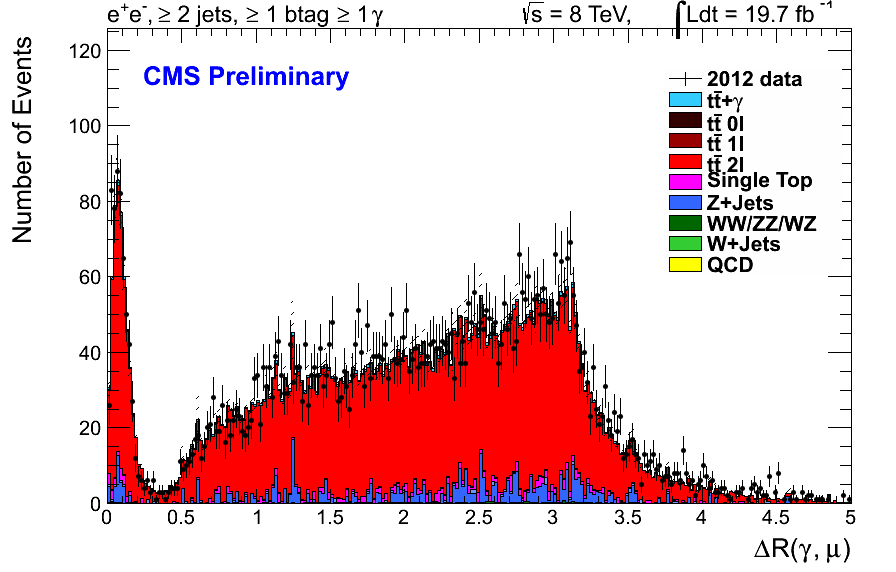 e⁺e⁻, ≥ 2 jets, ≥ 1 btag ≥ 1 γ
√s = 8 TeV, ∫Ldt = 19.7 fb⁻¹
CMS Preliminary
Number of Events
120
100
80
60
40
20
0
2012 data
tt̄+γ
tt̄ 0l
tt̄ 1l
tt̄ 2l
Single Top
Z+Jets
WW/ZZ/WZ
W+Jets
QCD
0 0.5 1 1.5 2 2.5 3 3.5 4 4.5 5
ΔR(γ, μ)